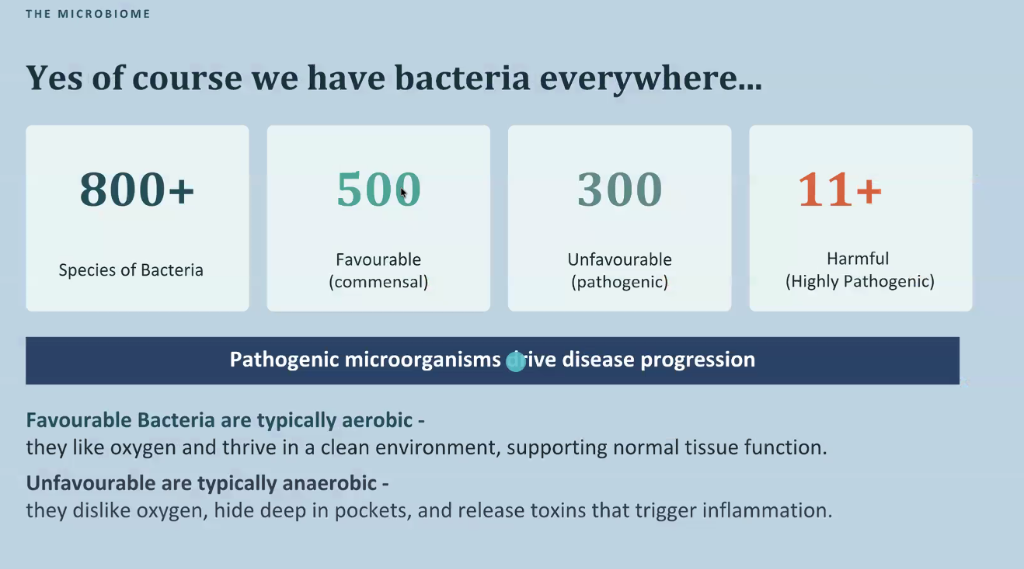 THE MICROBIOME
Yes of course we have bacteria everywhere...
800+
Species of Bacteria
500
Favourable
(commensal)
300
Unfavourable
(pathogenic)
11+
Harmful
(Highly Pathogenic)
Pathogenic microorganisms drive disease progression
Favourable Bacteria are typically aerobic -
they like oxygen and thrive in a clean environment, supporting normal tissue function.
Unfavourable are typically anaerobic -
they dislike oxygen, hide deep in pockets, and release toxins that trigger inflammation.